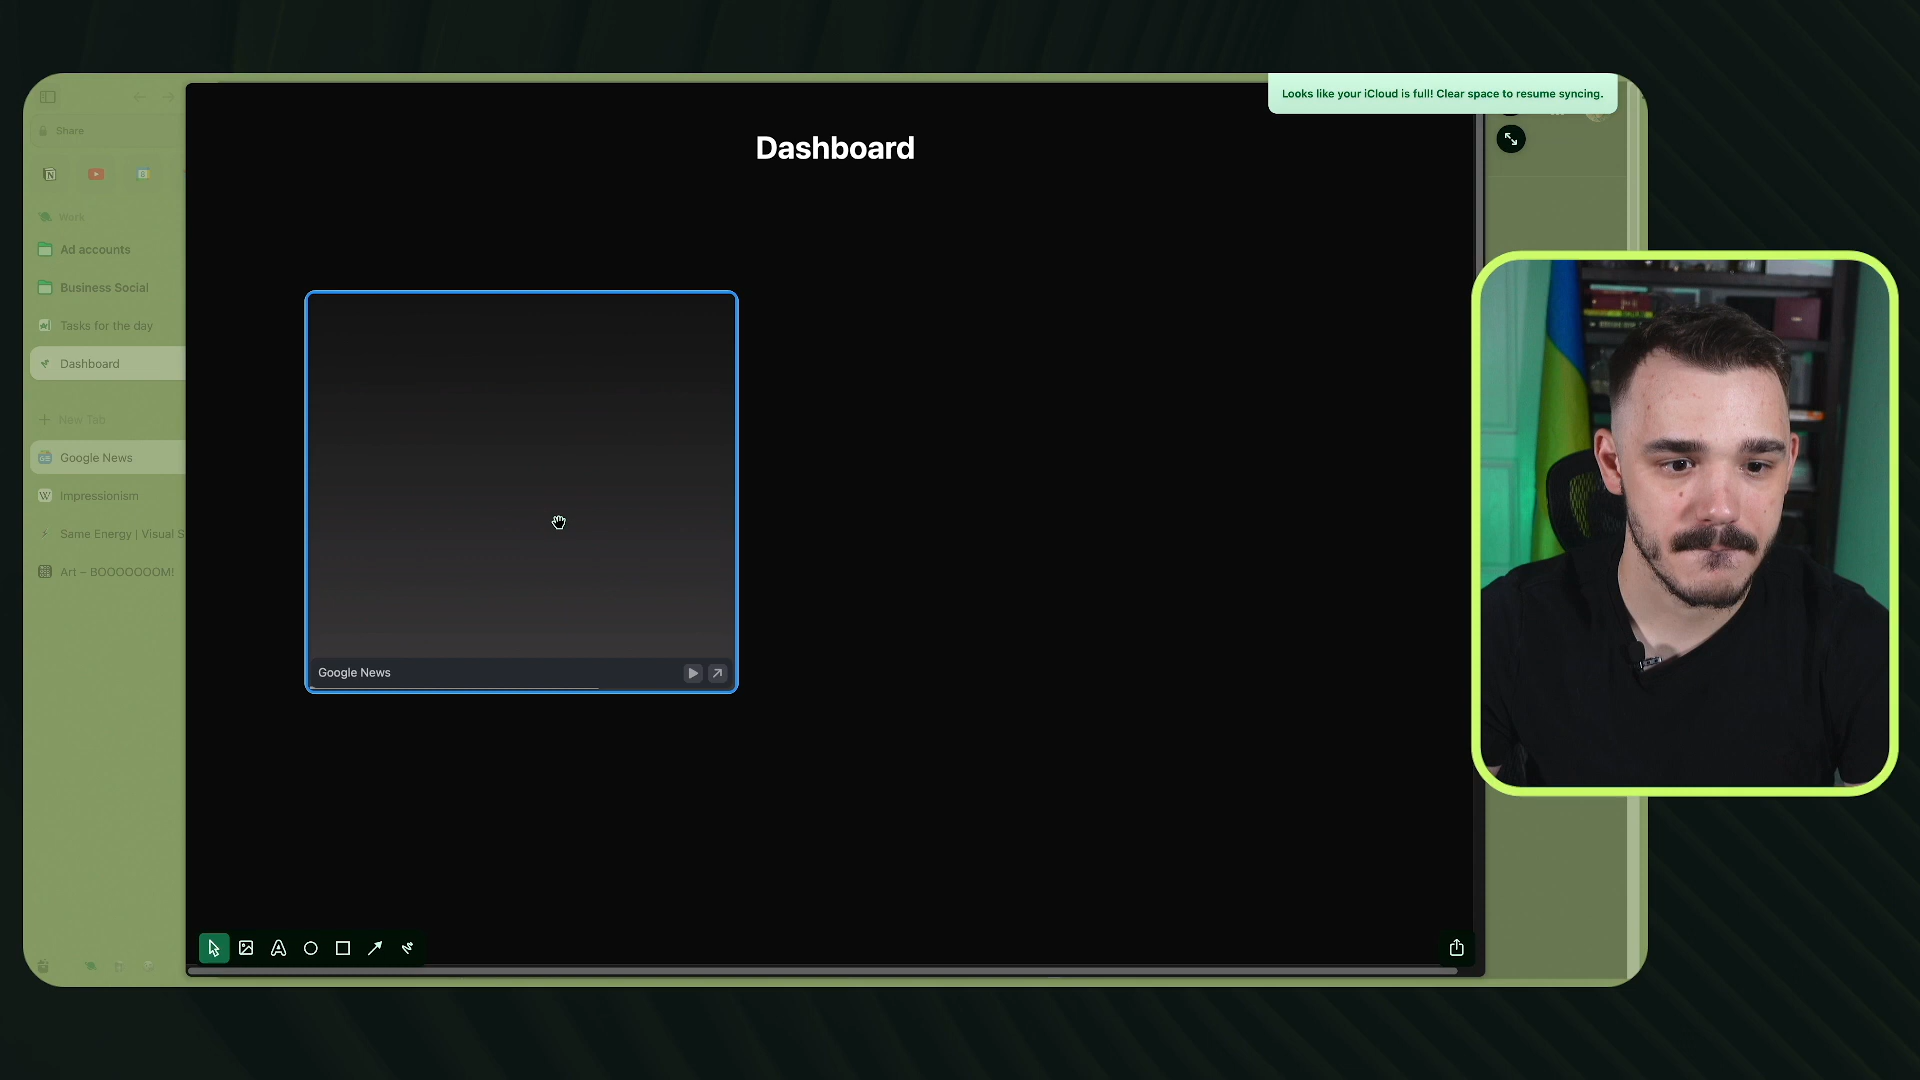 Looks like your iCloud is full! Clear space to resume syncing.
Share
Work
Ad accounts
Business Social
Tasks for the day
Dashboard
New Tab
Google News
Impressionism
Same Energy | Visual S
Art – BOOOOOOOM!
Dashboard
Google News